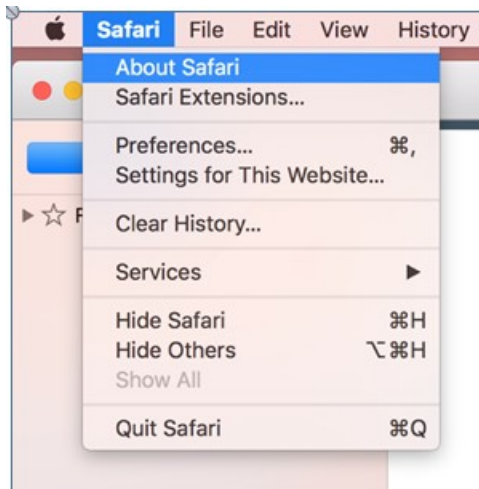 Safari File Edit View History
About Safari
Safari Extensions...
Preferences... ⌘,
Settings for This Website...
Clear History...
Services ▶
Hide Safari ⌘H
Hide Others ⌥⌘H
Show All
Quit Safari ⌘Q